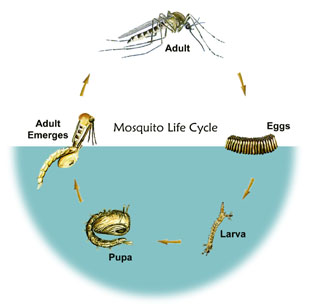 Adult
Adult
Emerges
Mosquito Life Cycle
Eggs
Larva
Pupa